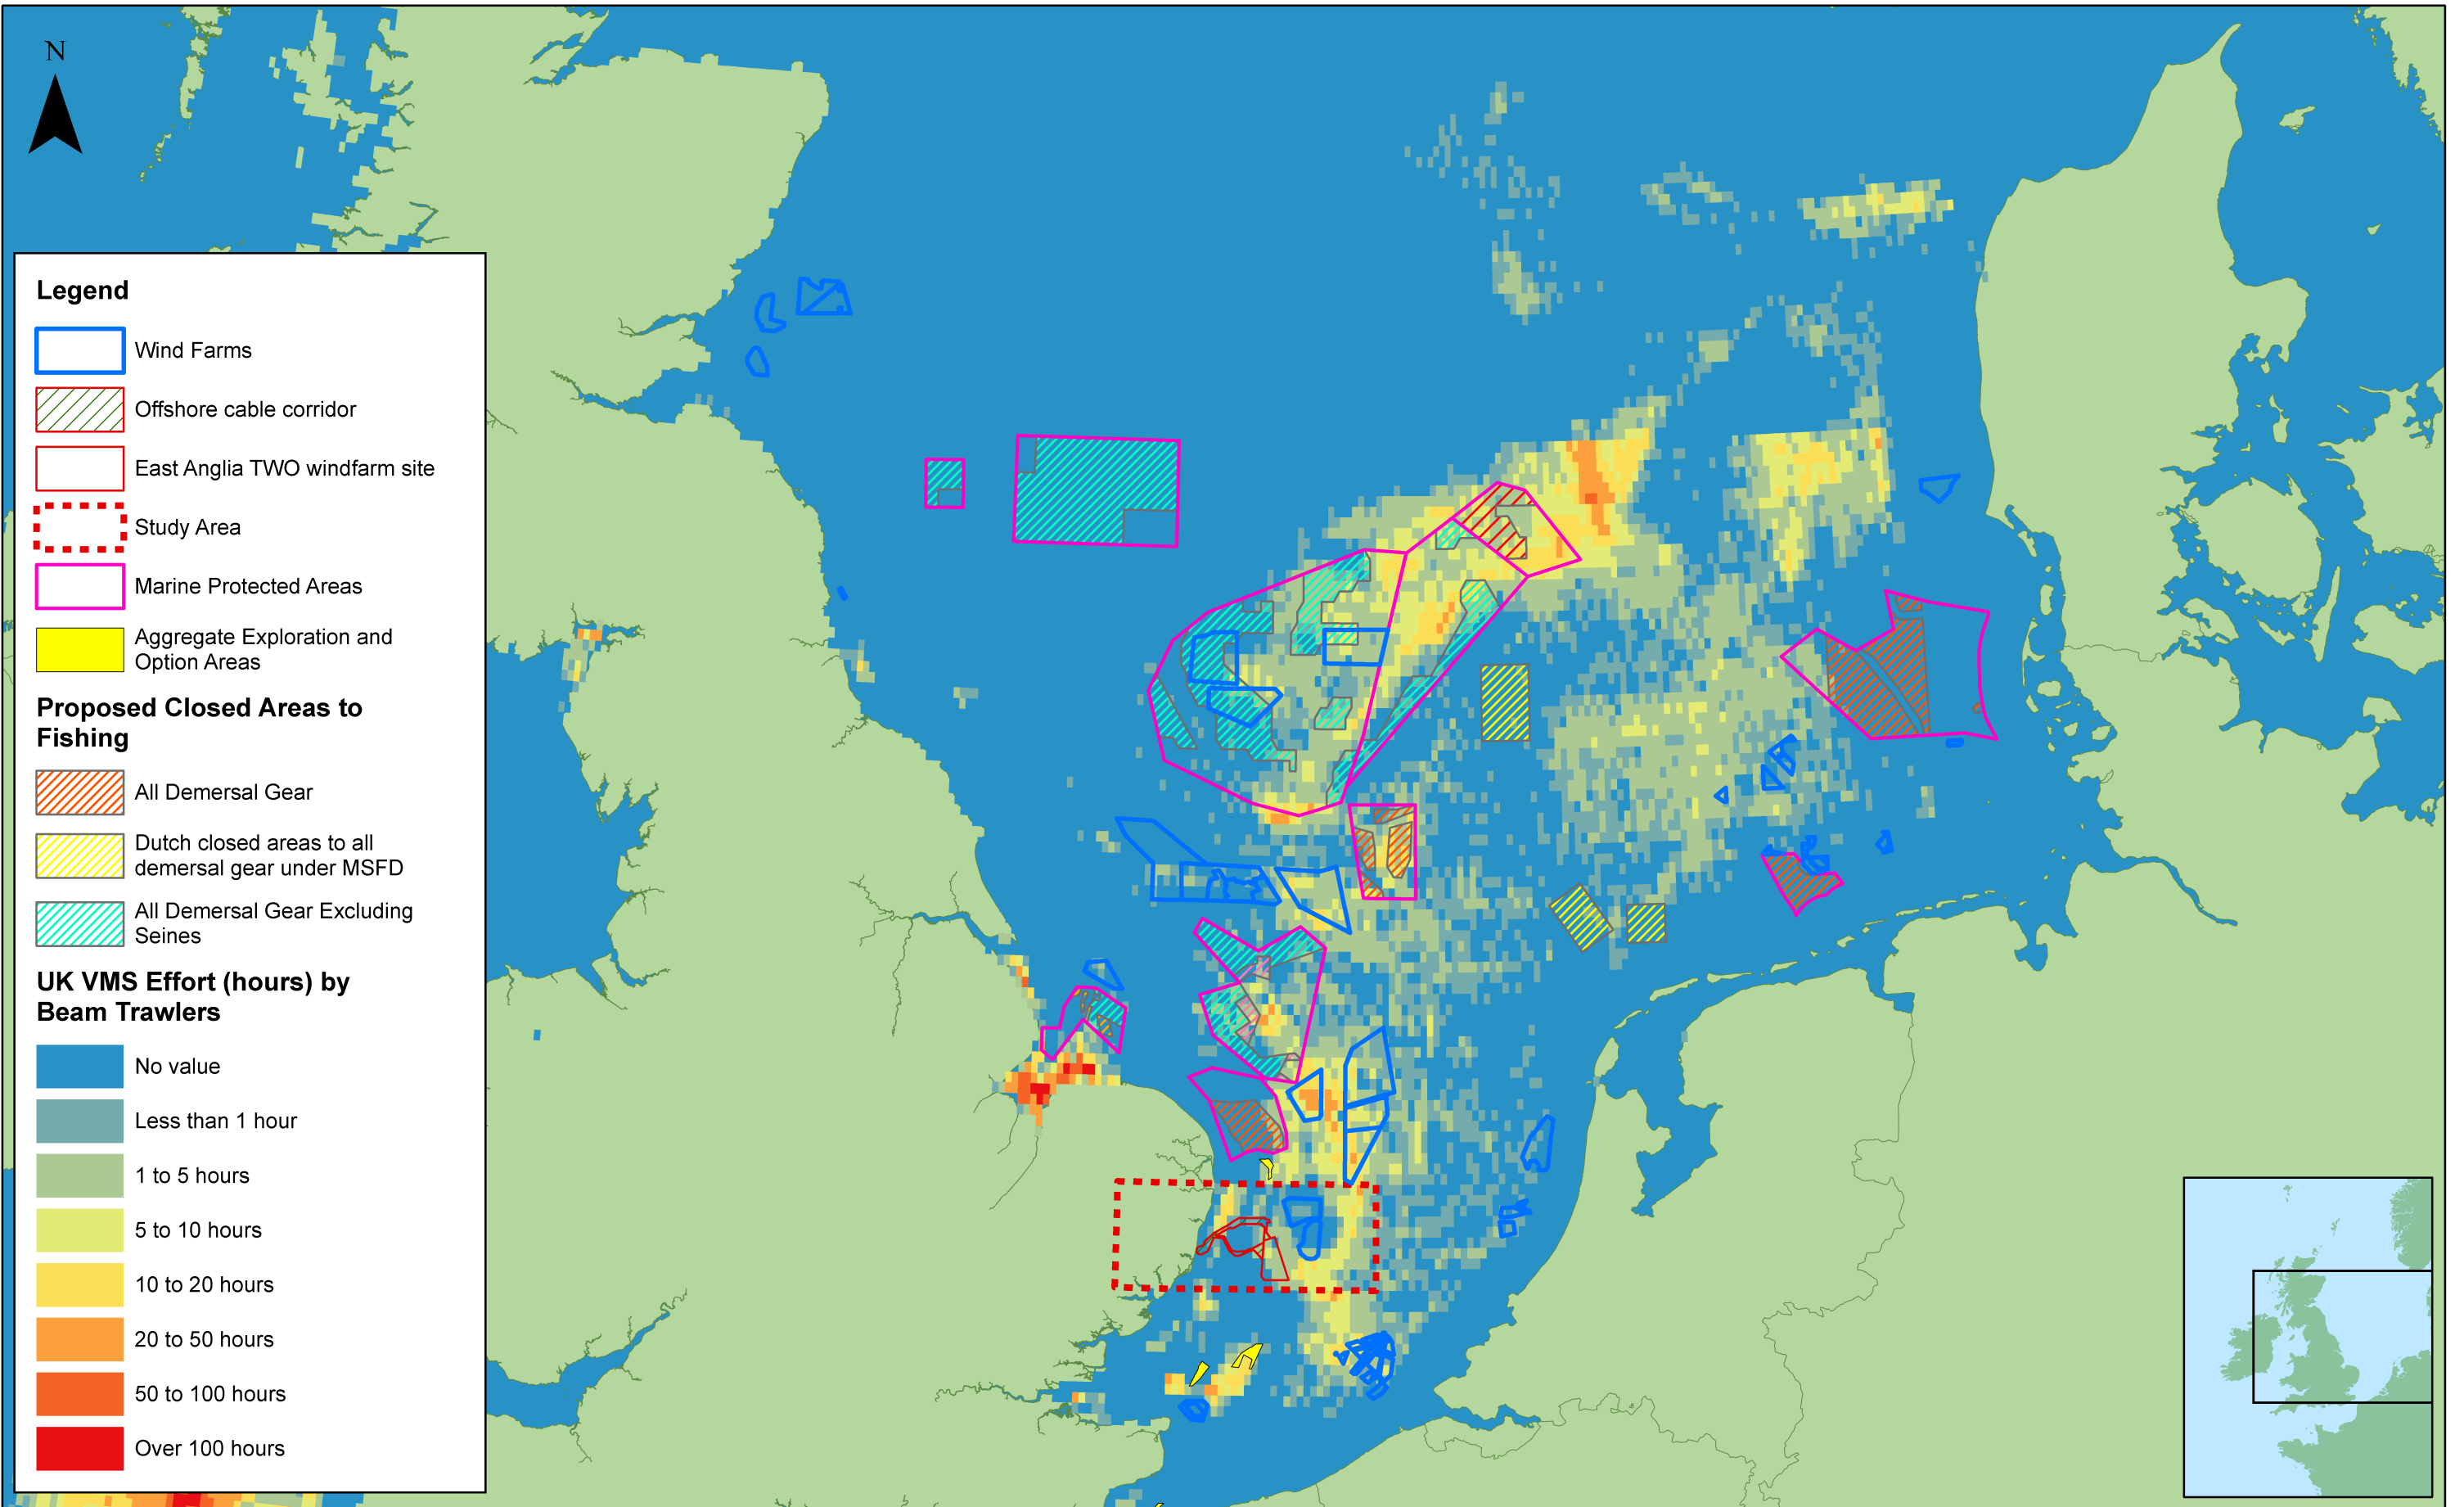 N
Legend
Wind Farms
Offshore cable corridor
East Anglia TWO windfarm site
Study Area
Marine Protected Areas
Aggregate Exploration and
Option Areas
Proposed Closed Areas to
Fishing
All Demersal Gear
Dutch closed areas to all
demersal gear under MSFD
All Demersal Gear Excluding
Seines
UK VMS Effort (hours) by
Beam Trawlers
No value
Less than 1 hour
1 to 5 hours
5 to 10 hours
10 to 20 hours
20 to 50 hours
50 to 100 hours
Over 100 hours